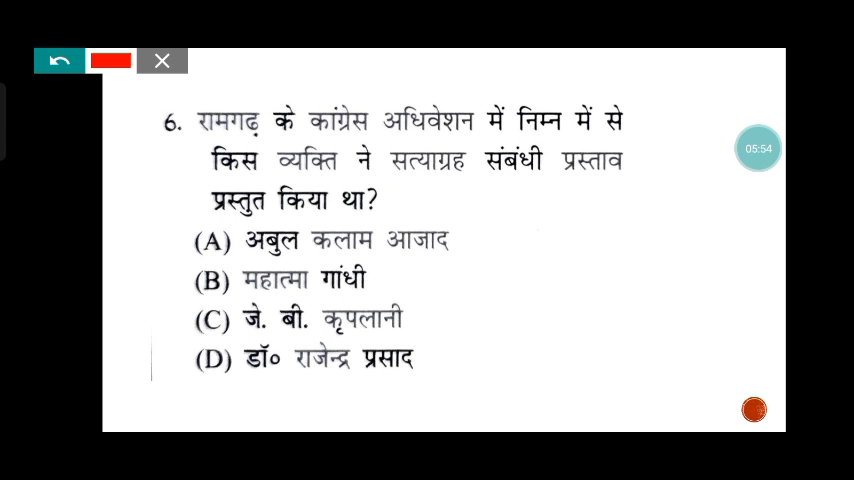 05:54
6. रामगढ़ के कांग्रेस अधिवेशन में निम्न में से
किस व्यक्ति ने सत्याग्रह संबंधी प्रस्ताव
प्रस्तुत किया था?
(A) अबुल कलाम आजाद
(B) महात्मा गांधी
(C) जे. बी. कृपलानी
(D) डॉ० राजेन्द्र प्रसाद